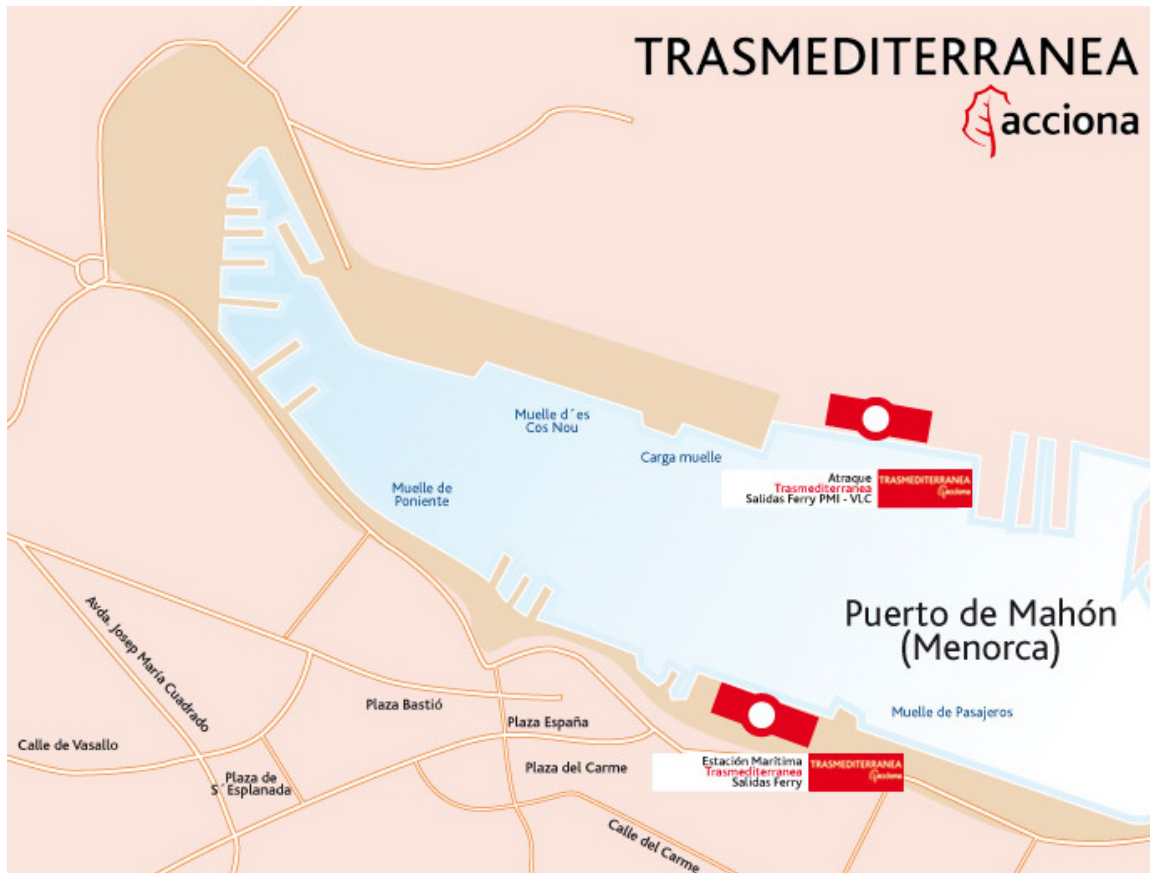 TRASMEDITERRANEA
acciona
Muelle d´es
Cos Nou
Carga muelle
Muelle de
Poniente
Atraque
Trasmediterranea
Salidas Ferry PMI - VLC
TRASMEDITERRANEA
acciona
Puerto de Mahón
(Menorca)
Avda. Josep María Cuadrado
Plaza Bastió
Plaza España
Muelle de Pasajeros
Calle de Vasallo
Plaza de
S´Esplanada
Plaza del Carme
Estación Marítima
Trasmediterranea
Salidas Ferry
TRASMEDITERRANEA
acciona
Calle del Carme